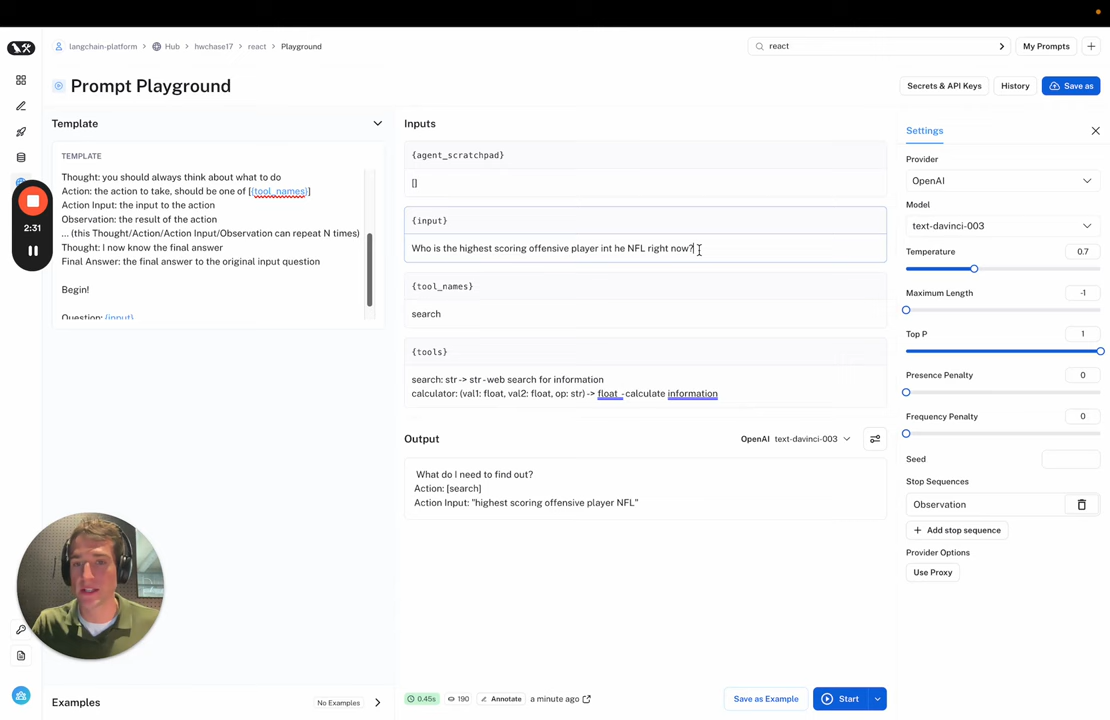 langchain-platform > Hub > hwchase17 > react > Playground
react
My Prompts
Prompt Playground
Secrets & API Keys
History
Save as
Template
TEMPLATE
Thought: you should always think about what to do
Action: the action to take, should be one of [{tool_names}]
Action Input: the input to the action
Observation: the result of the action
... (this Thought/Action/Action Input/Observation can repeat N times)
Thought: I now know the final answer
Final Answer: the final answer to the original input question
Begin!
Question: {input}
2:31
Examples
No Examples
Inputs
{agent_scratchpad}
[]
{input}
Who is the highest scoring offensive player int he NFL right now?
{tool_names}
search
{tools}
search: str -> str - web search for information
calculator: (val1: float, val2: float, op: str) -> float - calculate information
Output
OpenAI text-davinci-003
What do I need to find out?
Action: [search]
Action Input: "highest scoring offensive player NFL"
0.45s
190
Annotate
a minute ago
Save as Example
Start
Settings
Provider
OpenAI
Model
text-davinci-003
Temperature
0.7
Maximum Length
-1
Top P
1
Presence Penalty
0
Frequency Penalty
0
Seed
Stop Sequences
Observation
+ Add stop sequence
Provider Options
Use Proxy